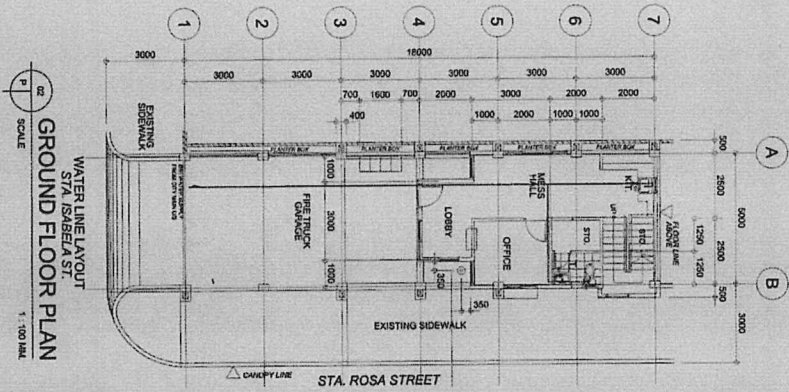 1
2
3
4
5
6
7
3000
18000
3000
3000
3000
3000
3000
3000
700
1600
700
2000
3000
2000
2000
400
1000
2000
1000
1000
EXISTING
SIDEWALK
PLANTER BOX
PLANTER BOX
PLANTER BOX
PLANTER BOX
PLANTER BOX
500
A
1000
3000
1000
FIRE TRUCK
GARAGE
LOBBY
MESS
HALL
OFFICE
KIT.
UP
STO.
STO.
FLOOR LINE
ABOVE
2500
2500
5000
1250
1250
500
B
3000
350
350
EXISTING SIDEWALK
CANOPY LINE
STA. ROSA STREET
WATER LINE LAYOUT
STA. ISABELA ST.
02
P
GROUND FLOOR PLAN
SCALE
1 : 100 MM.